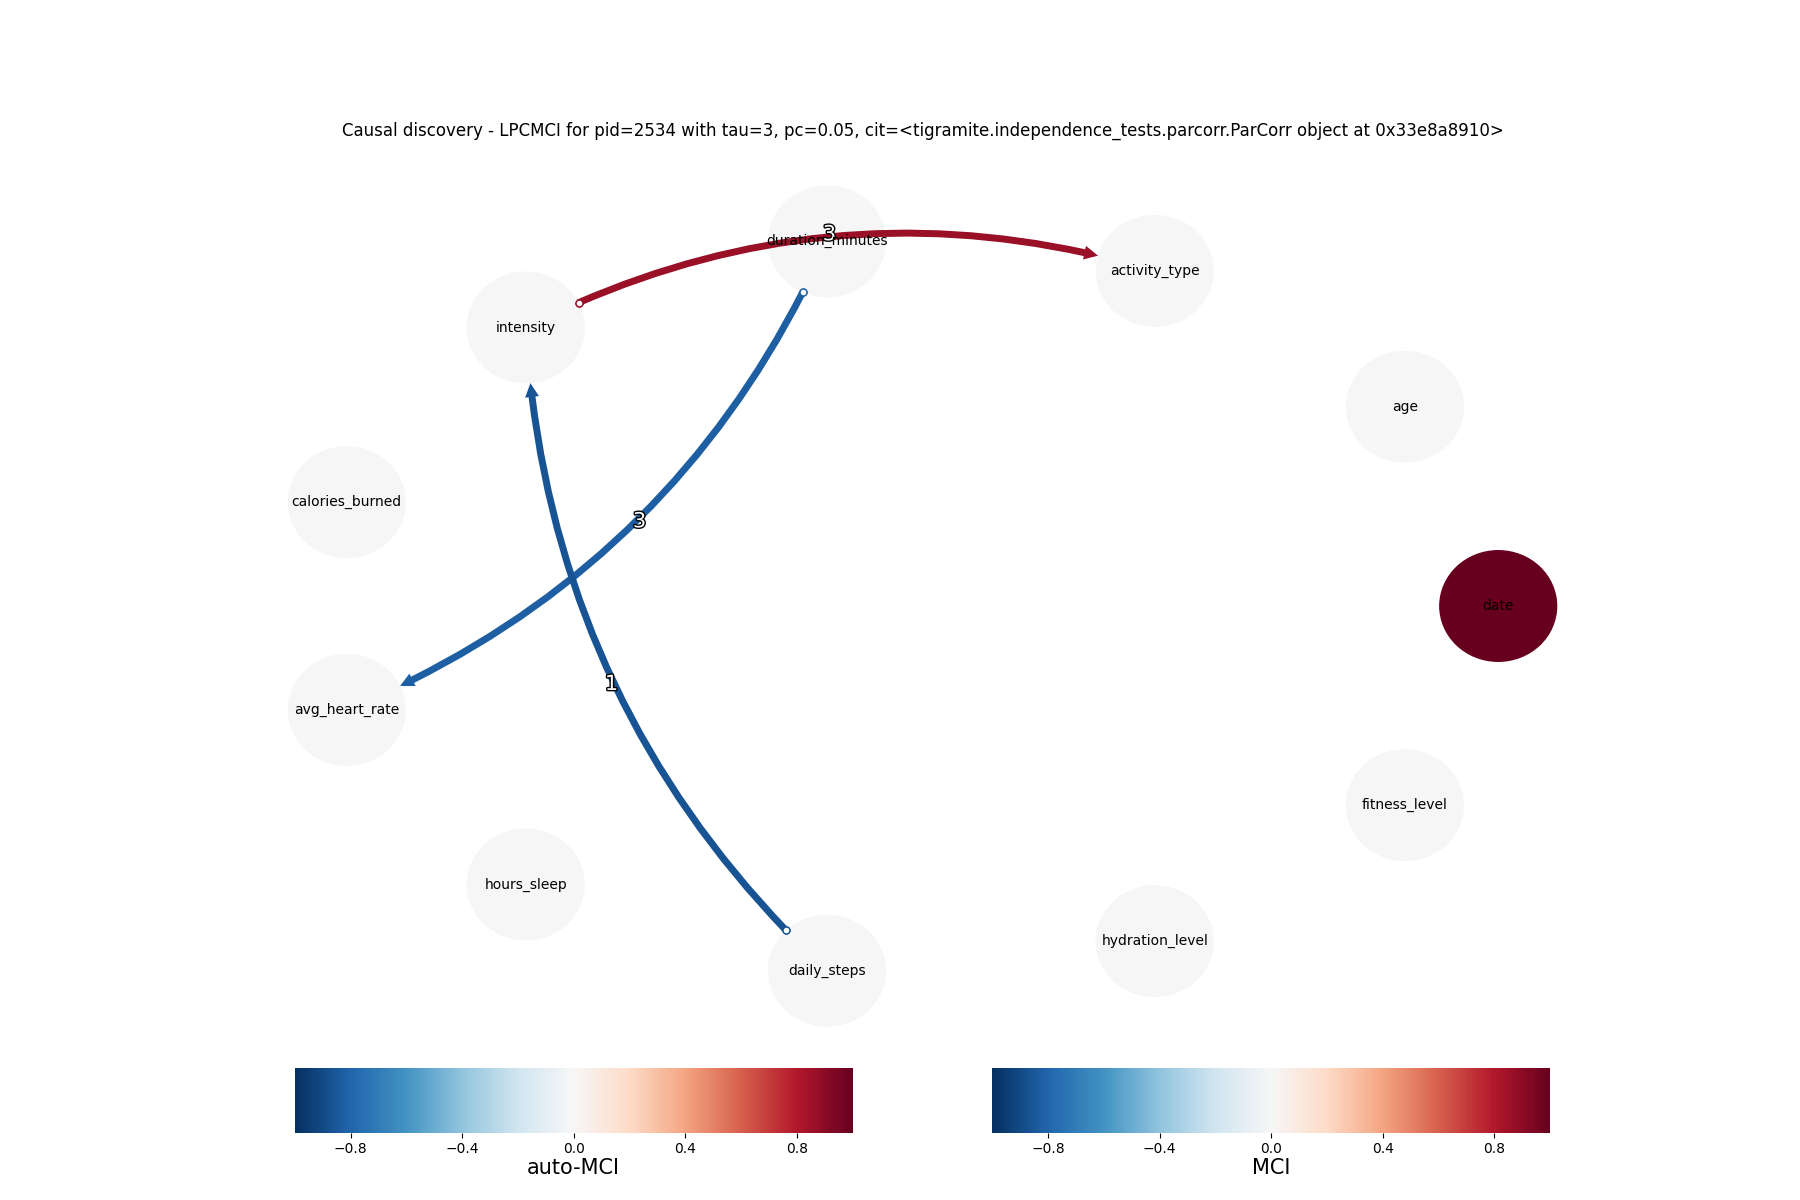 Causal discovery - LPCMCI for pid=2534 with tau=3, pc=0.05, cit=<tigramite.independence_tests.parcorr.ParCorr object at 0x33e8a8910>
3
duration_minutes
activity_type
intensity
age
calories_burned
3
date
1
avg_heart_rate
fitness_level
hours_sleep
hydration_level
daily_steps
−0.8 −0.4 0.0 0.4 0.8
auto-MCI
−0.8 −0.4 0.0 0.4 0.8
MCI